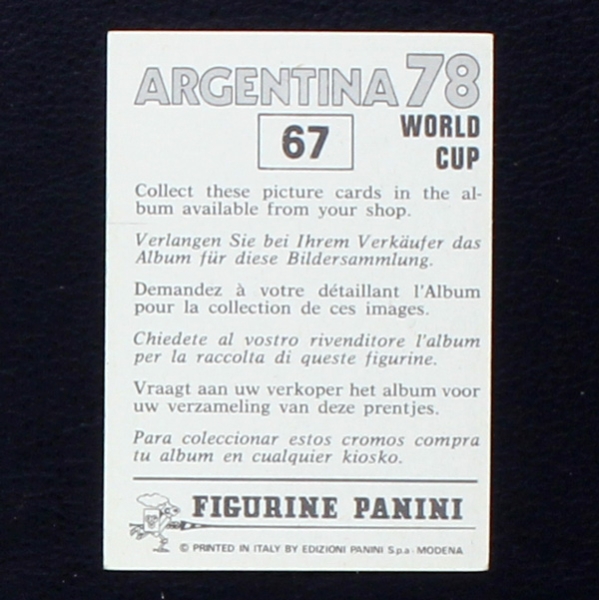 ARGENTINA 78
67
WORLD
CUP
Collect these picture cards in the al-
bum available from your shop.
Verlangen Sie bei Ihrem Verkäufer das
Album für diese Bildersammlung.
Demandez à votre détaillant l'Album
pour la collection de ces images.
Chiedete al vostro rivenditore l'album
per la raccolta di queste figurine.
Vraagt aan uw verkoper het album voor
uw verzameling van deze prentjes.
Para coleccionar estos cromos compra
tu album en cualquier kiosko.
FIGURINE PANINI
© PRINTED IN ITALY BY EDIZIONI PANINI S.p.a - MODENA